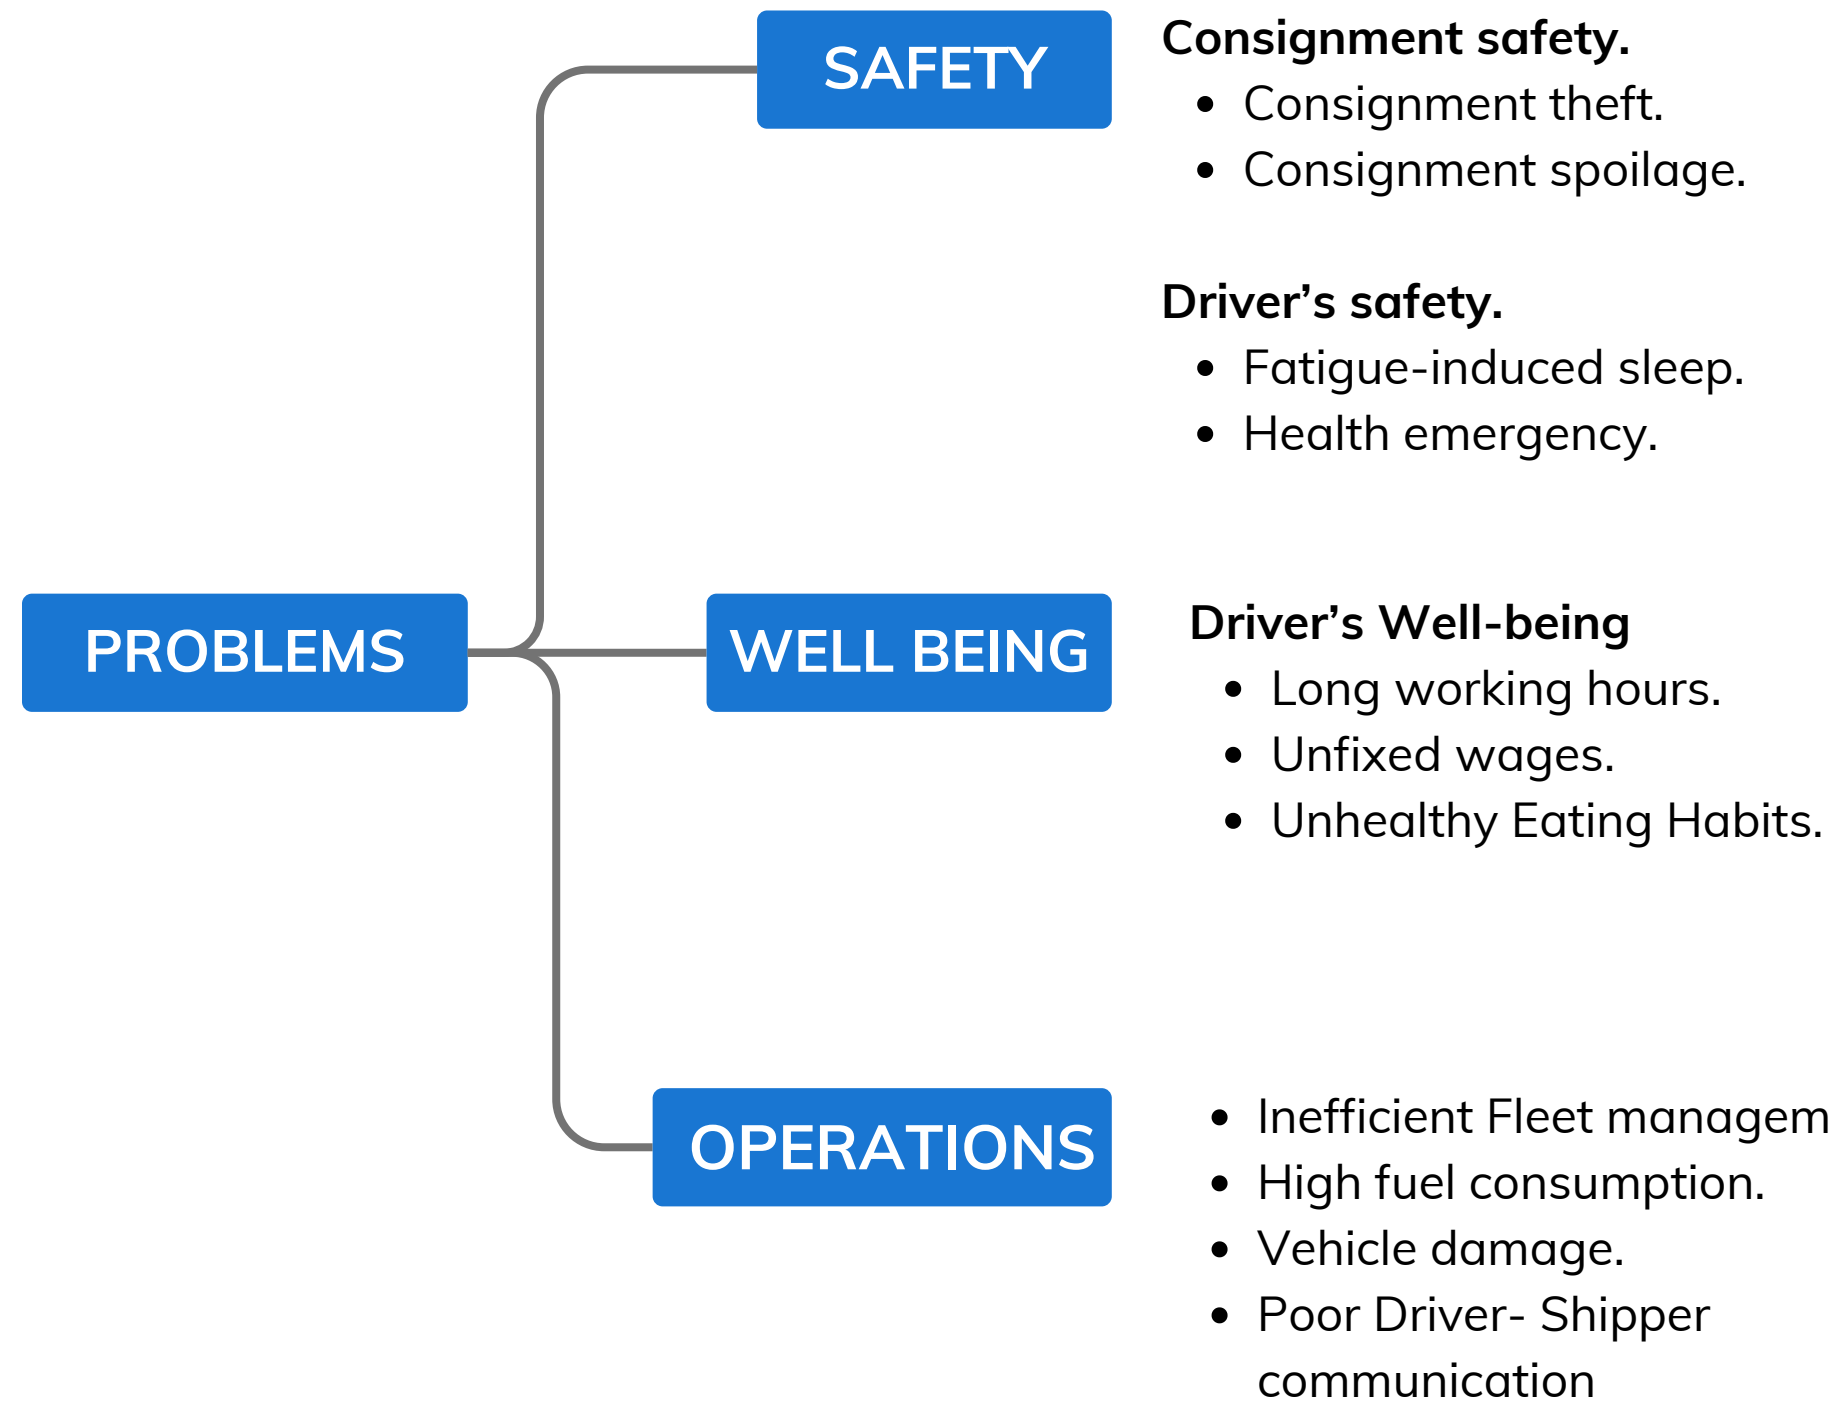 SAFETY
Consignment safety.
• Consignment theft.
• Consignment spoilage.
Driver’s safety.
• Fatigue-induced sleep.
• Health emergency.
PROBLEMS
WELL BEING
Driver’s Well-being
• Long working hours.
• Unfixed wages.
• Unhealthy Eating Habits.
OPERATIONS
• Inefficient Fleet managem
• High fuel consumption.
• Vehicle damage.
• Poor Driver- Shipper
communication